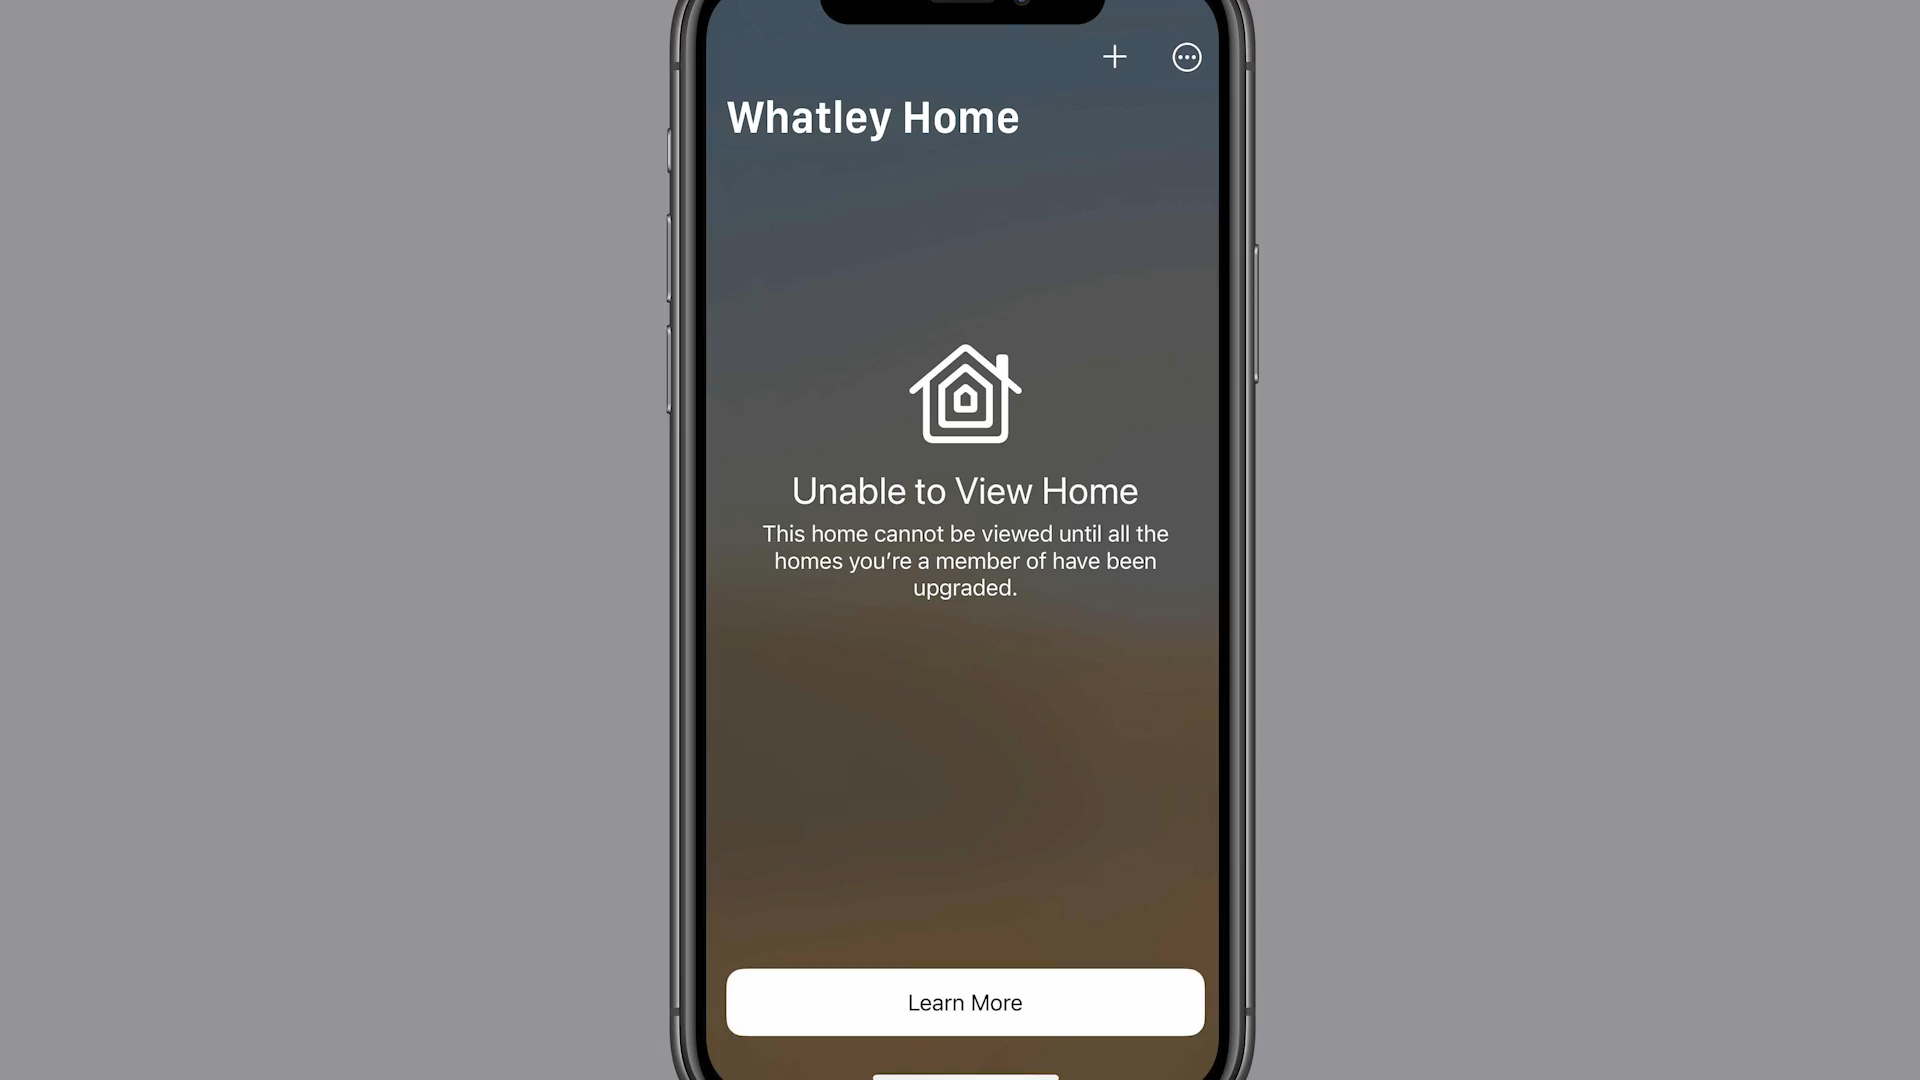 Whatley Home
Unable to View Home
This home cannot be viewed until all the
homes you’re a member of have been
upgraded.
Learn More